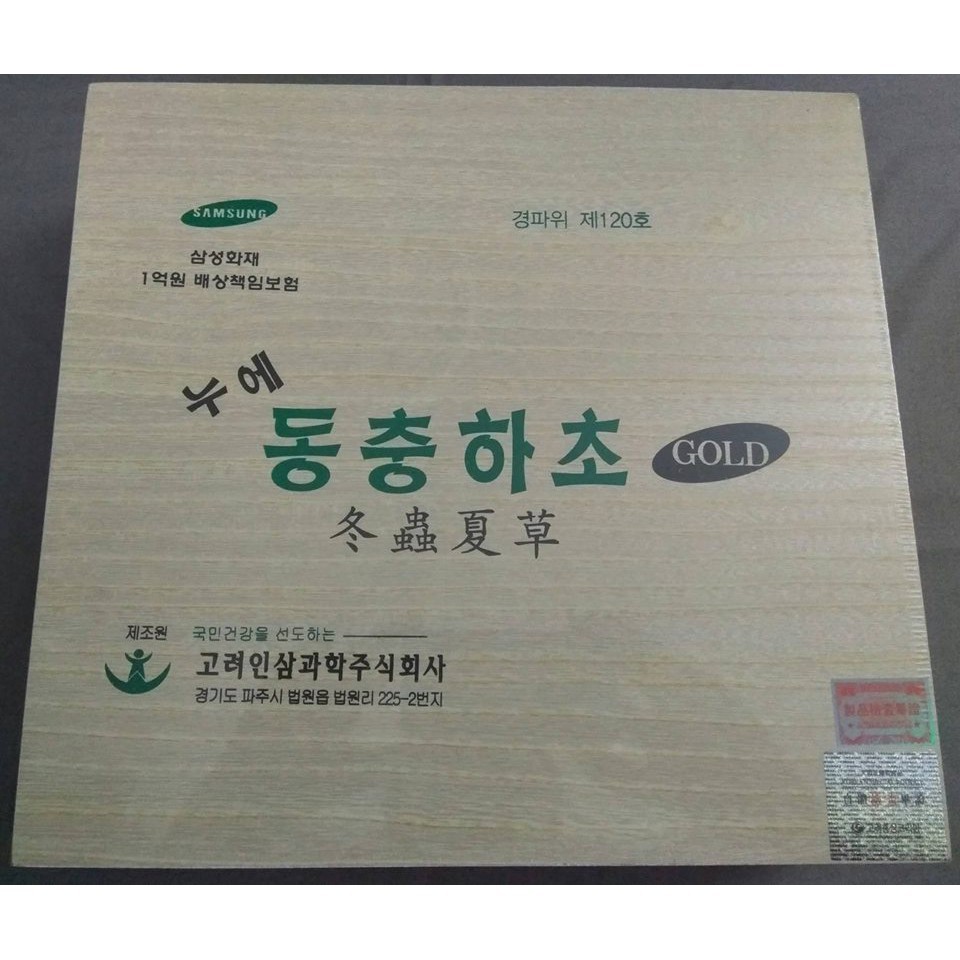 SAMSUNG
삼성화재
1억원 배상책임보험
경파위 제120호
누에
동충하초 GOLD
冬蟲夏草
제조원 국민건강을 선도하는
고려인삼과학주식회사
경기도 파주시 법원읍 법원리 225-2번지